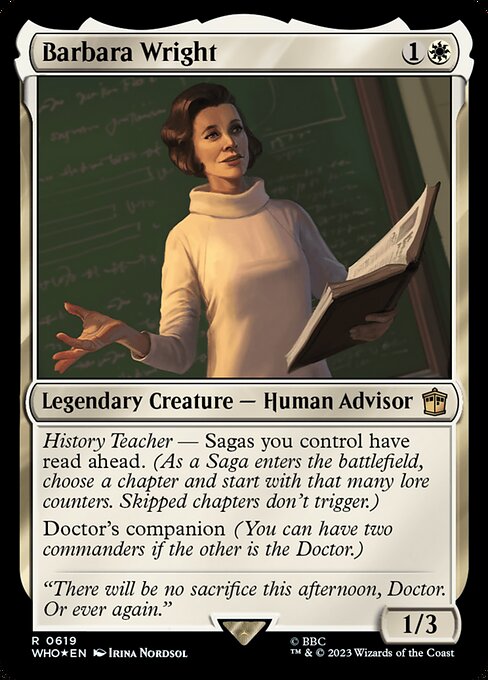 Barbara Wright 1
Legendary Creature — Human Advisor
History Teacher — Sagas you control have
read ahead. (As a Saga enters the battlefield,
choose a chapter and start with that many lore
counters. Skipped chapters don't trigger.)
Doctor's companion (You can have two
commanders if the other is the Doctor.)
"There will be no sacrifice this afternoon, Doctor.
Or ever again."
1/3
R 0619
WHO★EN Irina Nordsol
© BBC
™ & © 2023 Wizards of the Coast